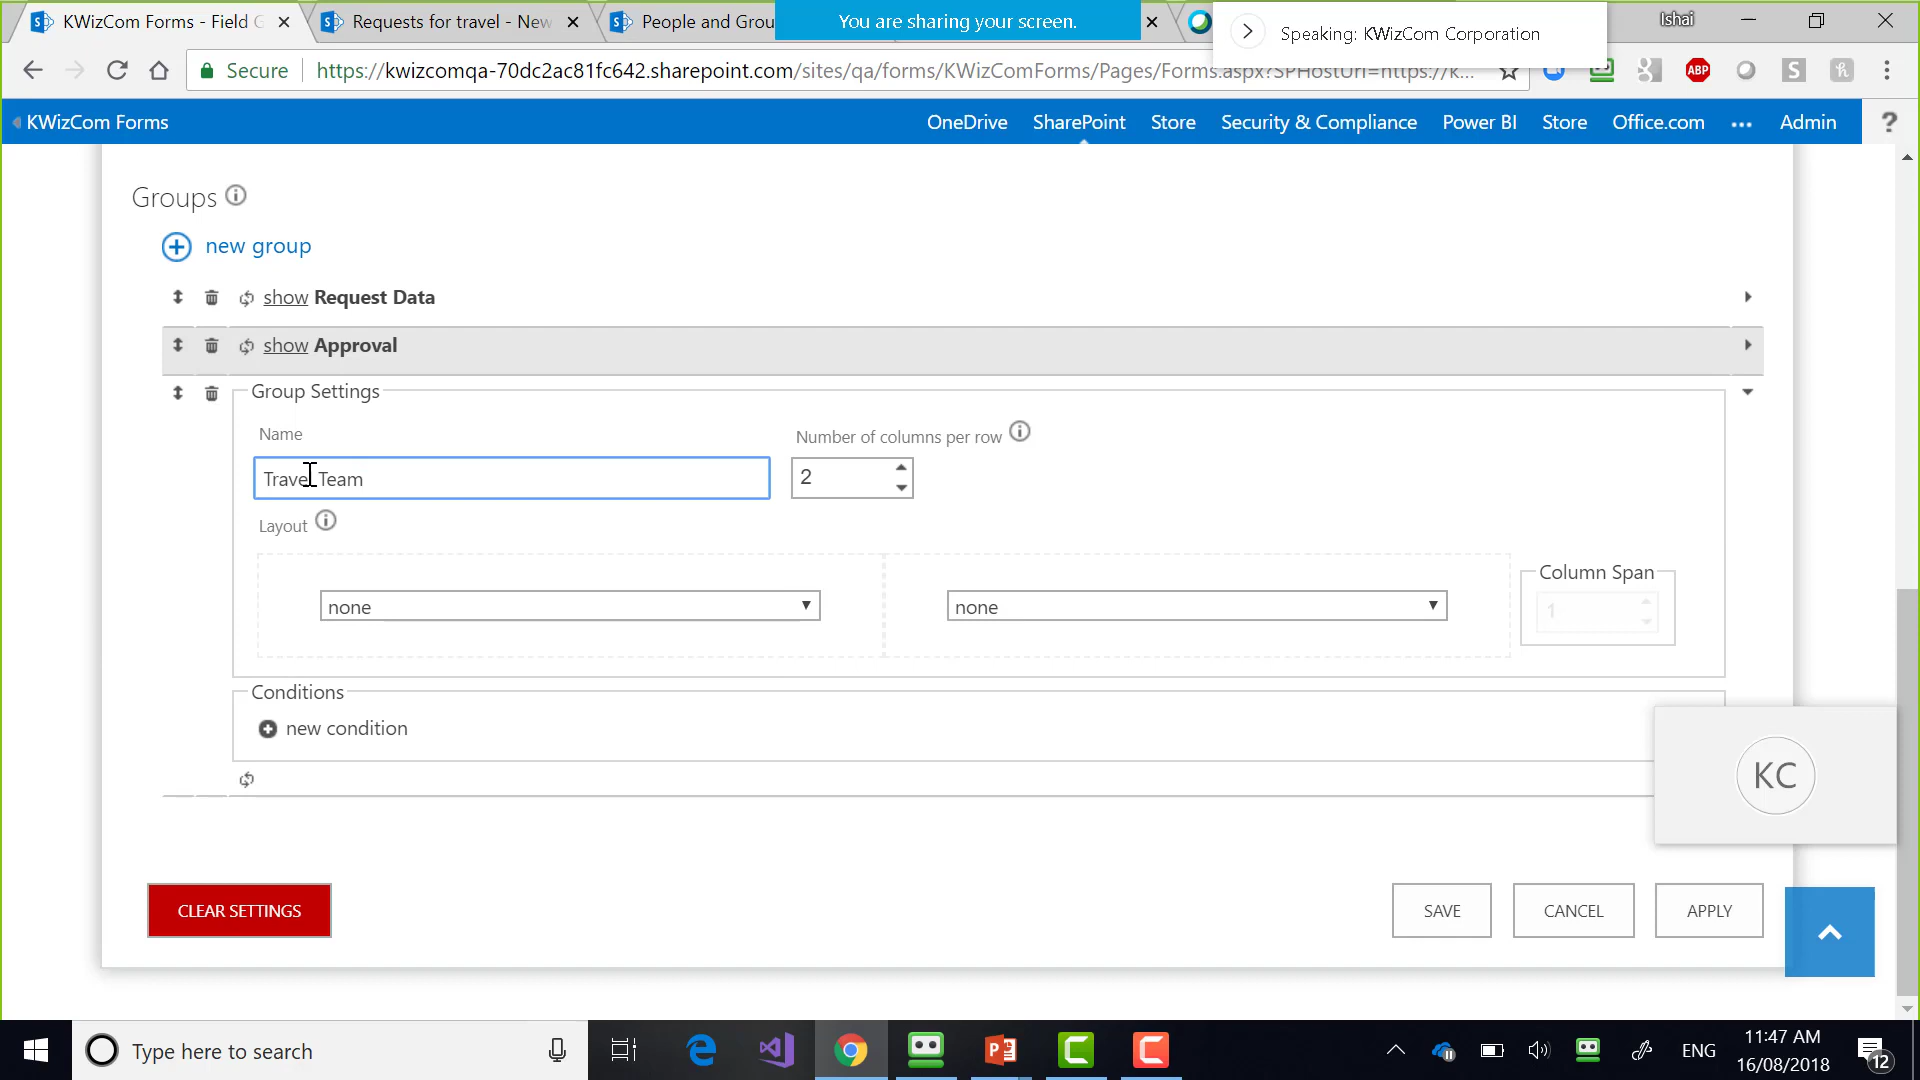 KWizCom Forms - Field G
Requests for travel - New
People and Grou
You are sharing your screen.
Speaking: KWizCom Corporation
Ishai
Secure
https://kwizcomqa-70dc2ac81fc642.sharepoint.com/sites/qa/forms/KWizComForms/Pages/Forms.aspx?SPHostUrl=https://k...
ABP
KWizCom Forms
OneDrive
SharePoint
Store
Security & Compliance
Power BI
Store
Office.com
...
Admin
?
Groups
new group
show Request Data
show Approval
Group Settings
Name
Number of columns per row
Travel Team
2
Layout
none
none
Column Span
1
Conditions
new condition
KC
CLEAR SETTINGS
SAVE
CANCEL
APPLY
Type here to search
ENG
11:47 AM
16/08/2018
12